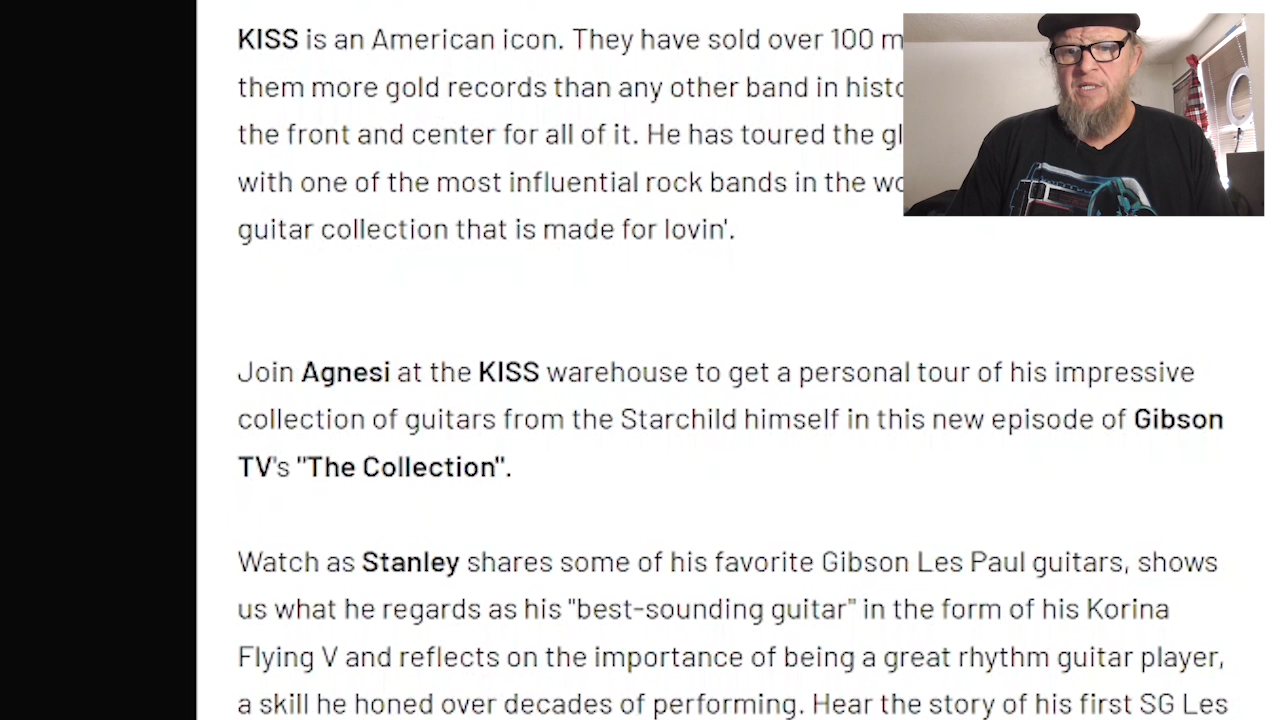 KISS is an American icon. They have sold over 100 m
them more gold records than any other band in histo
the front and center for all of it. He has toured the gl
with one of the most influential rock bands in the wo
guitar collection that is made for lovin'.
Join Agnesi at the KISS warehouse to get a personal tour of his impressive
collection of guitars from the Starchild himself in this new episode of Gibson
TV's "The Collection".
Watch as Stanley shares some of his favorite Gibson Les Paul guitars, shows
us what he regards as his "best-sounding guitar" in the form of his Korina
Flying V and reflects on the importance of being a great rhythm guitar player,
a skill he honed over decades of performing. Hear the story of his first SG Les